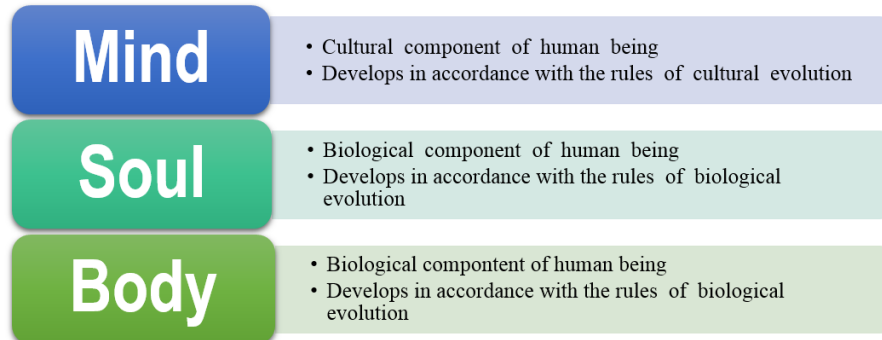 Mind
• Cultural component of human being
• Develops in accordance with the rules of cultural evolution
Soul
• Biological component of human being
• Develops in accordance with the rules of biological
evolution
Body
• Biological compontent of human being
• Develops in accordance with the rules of biological
evolution